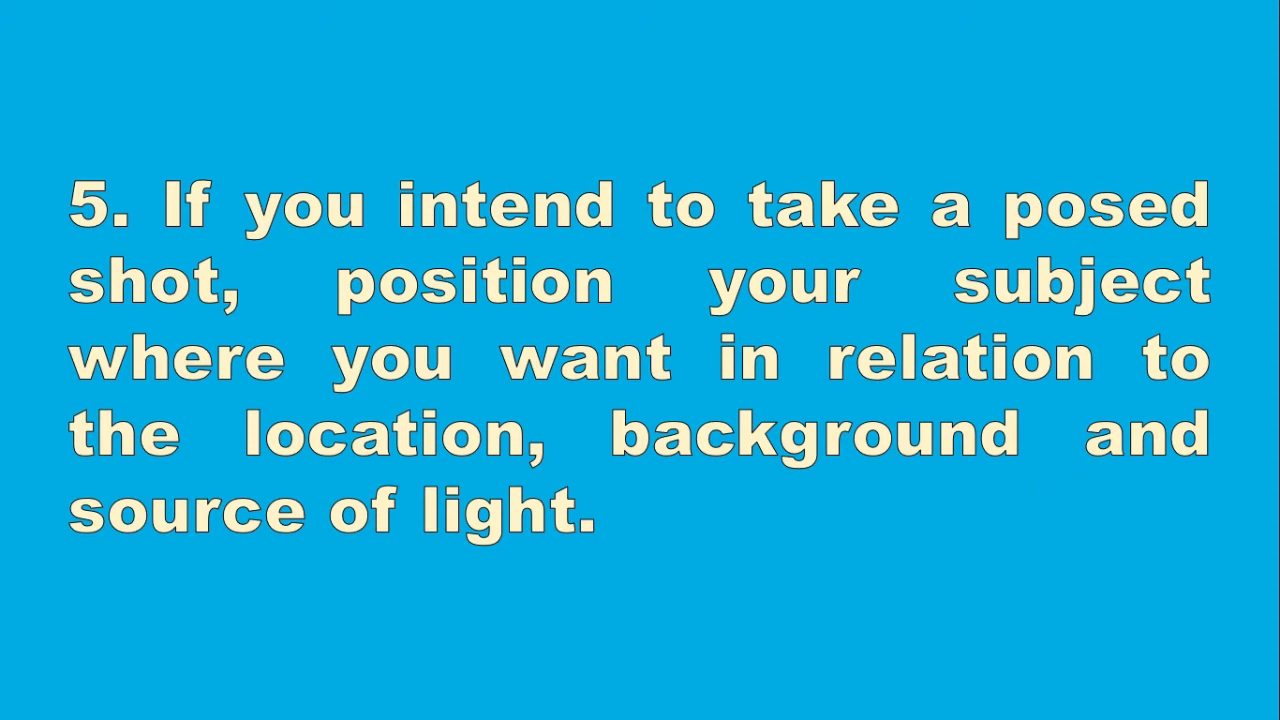 5. If you intend to take a posed
shot, position your subject
where you want in relation to
the location, background and
source of light.